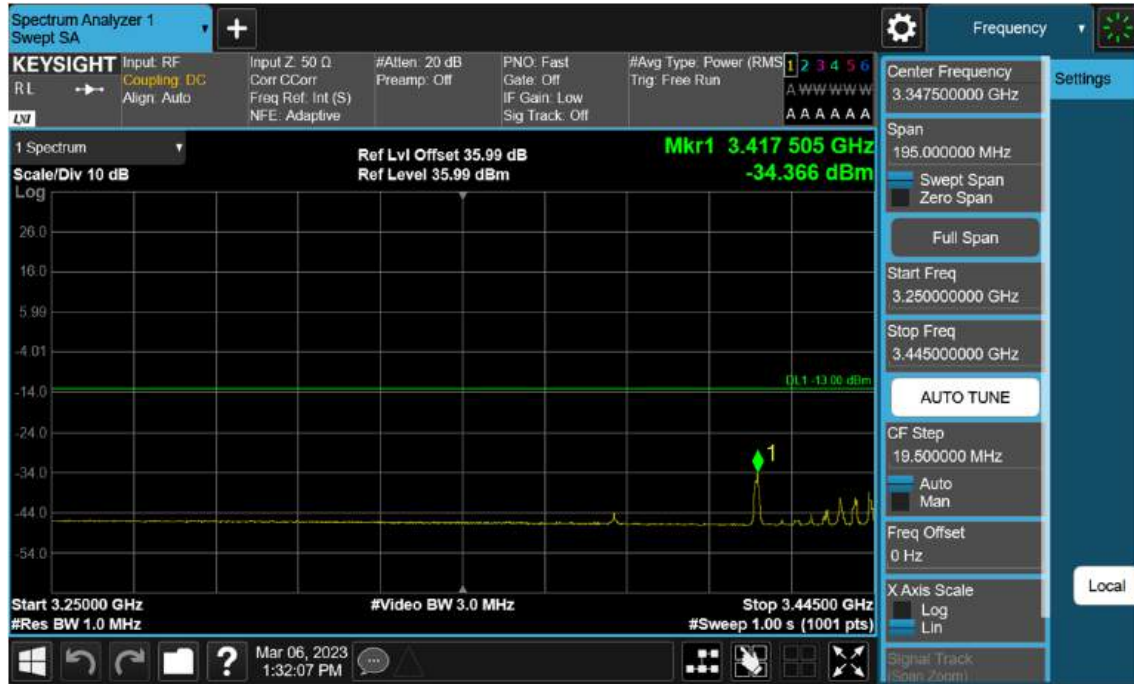 Spectrum Analyzer 1
Swept SA
Frequency
KEYSIGHT
RL
LXI
Input: RF
Coupling: DC
Align: Auto
Input Z: 50 Ω
Corr CCorr
Freq Ref: Int (S)
NFE: Adaptive
#Atten: 20 dB
Preamp: Off
PNO: Fast
Gate: Off
IF Gain: Low
Sig Track: Off
#Avg Type: Power (RMS
Trig: Free Run
1 2 3 4 5 6
A W W W W W
A A A A A A
1 Spectrum
Scale/Div 10 dB
Ref Lvl Offset 35.99 dB
Ref Level 35.99 dBm
Mkr1 3.417 505 GHz
-34.366 dBm
Log
26.0
16.0
5.99
-4.01
-14.0
-24.0
-34.0
-44.0
-54.0
DL1 -13.00 dBm
1
Start 3.25000 GHz
#Res BW 1.0 MHz
#Video BW 3.0 MHz
Stop 3.44500 GHz
#Sweep 1.00 s (1001 pts)
Center Frequency
3.347500000 GHz
Span
195.000000 MHz
Swept Span
Zero Span
Full Span
Start Freq
3.250000000 GHz
Stop Freq
3.445000000 GHz
AUTO TUNE
CF Step
19.500000 MHz
Auto
Man
Freq Offset
0 Hz
X Axis Scale
Log
Lin
Signal Track
(Span Zoom)
Settings
Local
?
Mar 06, 2023
1:32:07 PM